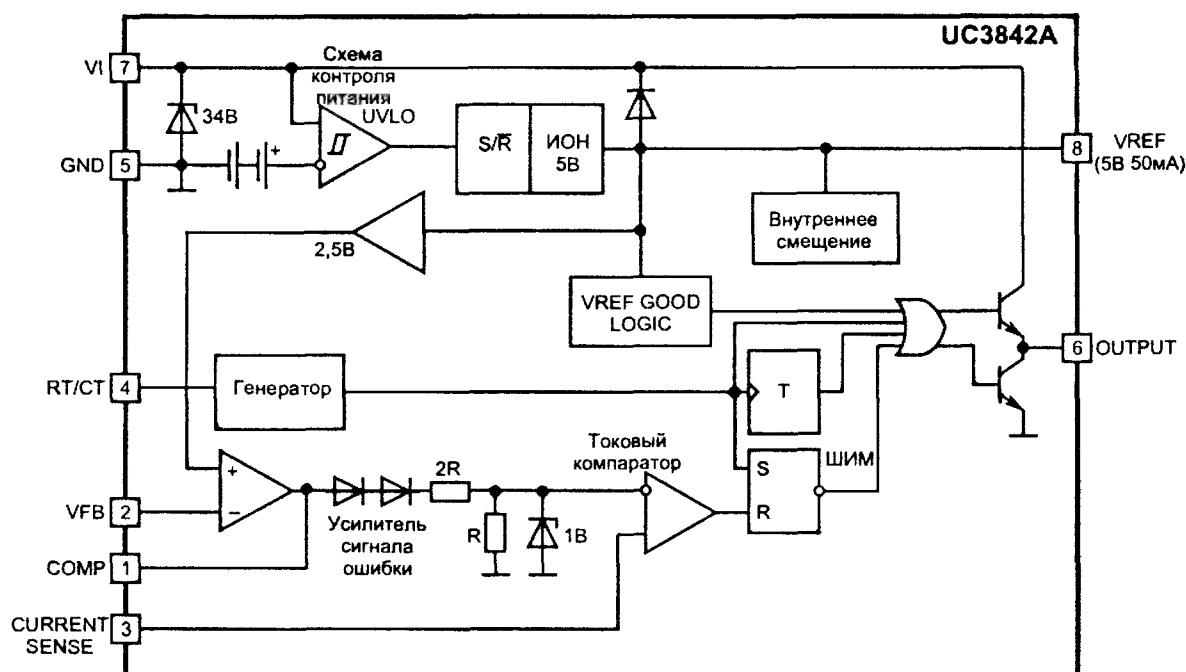 UC3842A
VI 7
Схема
контроля
питания
UVLO
34В
GND 5
+
S/R̅
ИОН
5В
8 VREF
(5В 50мА)
Внутреннее
смещение
2,5В
VREF GOOD
LOGIC
6 OUTPUT
RT/CT 4
Генератор
T
Токовый
компаратор
ШИМ
+
−
2R
S
R
VFB 2
Усилитель
сигнала
ошибки
R
1В
COMP 1
CURRENT
SENSE
3